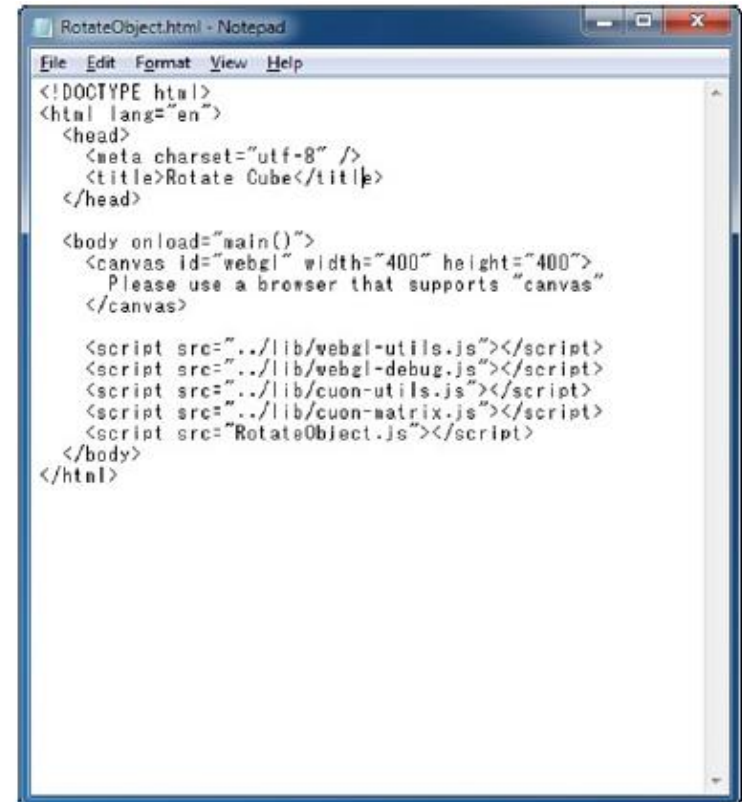 RotateObject.html - Notepad
File Edit Format View Help
<!DOCTYPE html>
<html lang="en">
  <head>
    <meta charset="utf-8" />
    <title>Rotate Cube</title>
  </head>

  <body onload="main()">
    <canvas id="webgl" width="400" height="400">
      Please use a browser that supports "canvas"
    </canvas>

    <script src="../lib/webgl-utils.js"></script>
    <script src="../lib/webgl-debug.js"></script>
    <script src="../lib/cuon-utils.js"></script>
    <script src="../lib/cuon-matrix.js"></script>
    <script src="RotateObject.js"></script>
  </body>
</html>